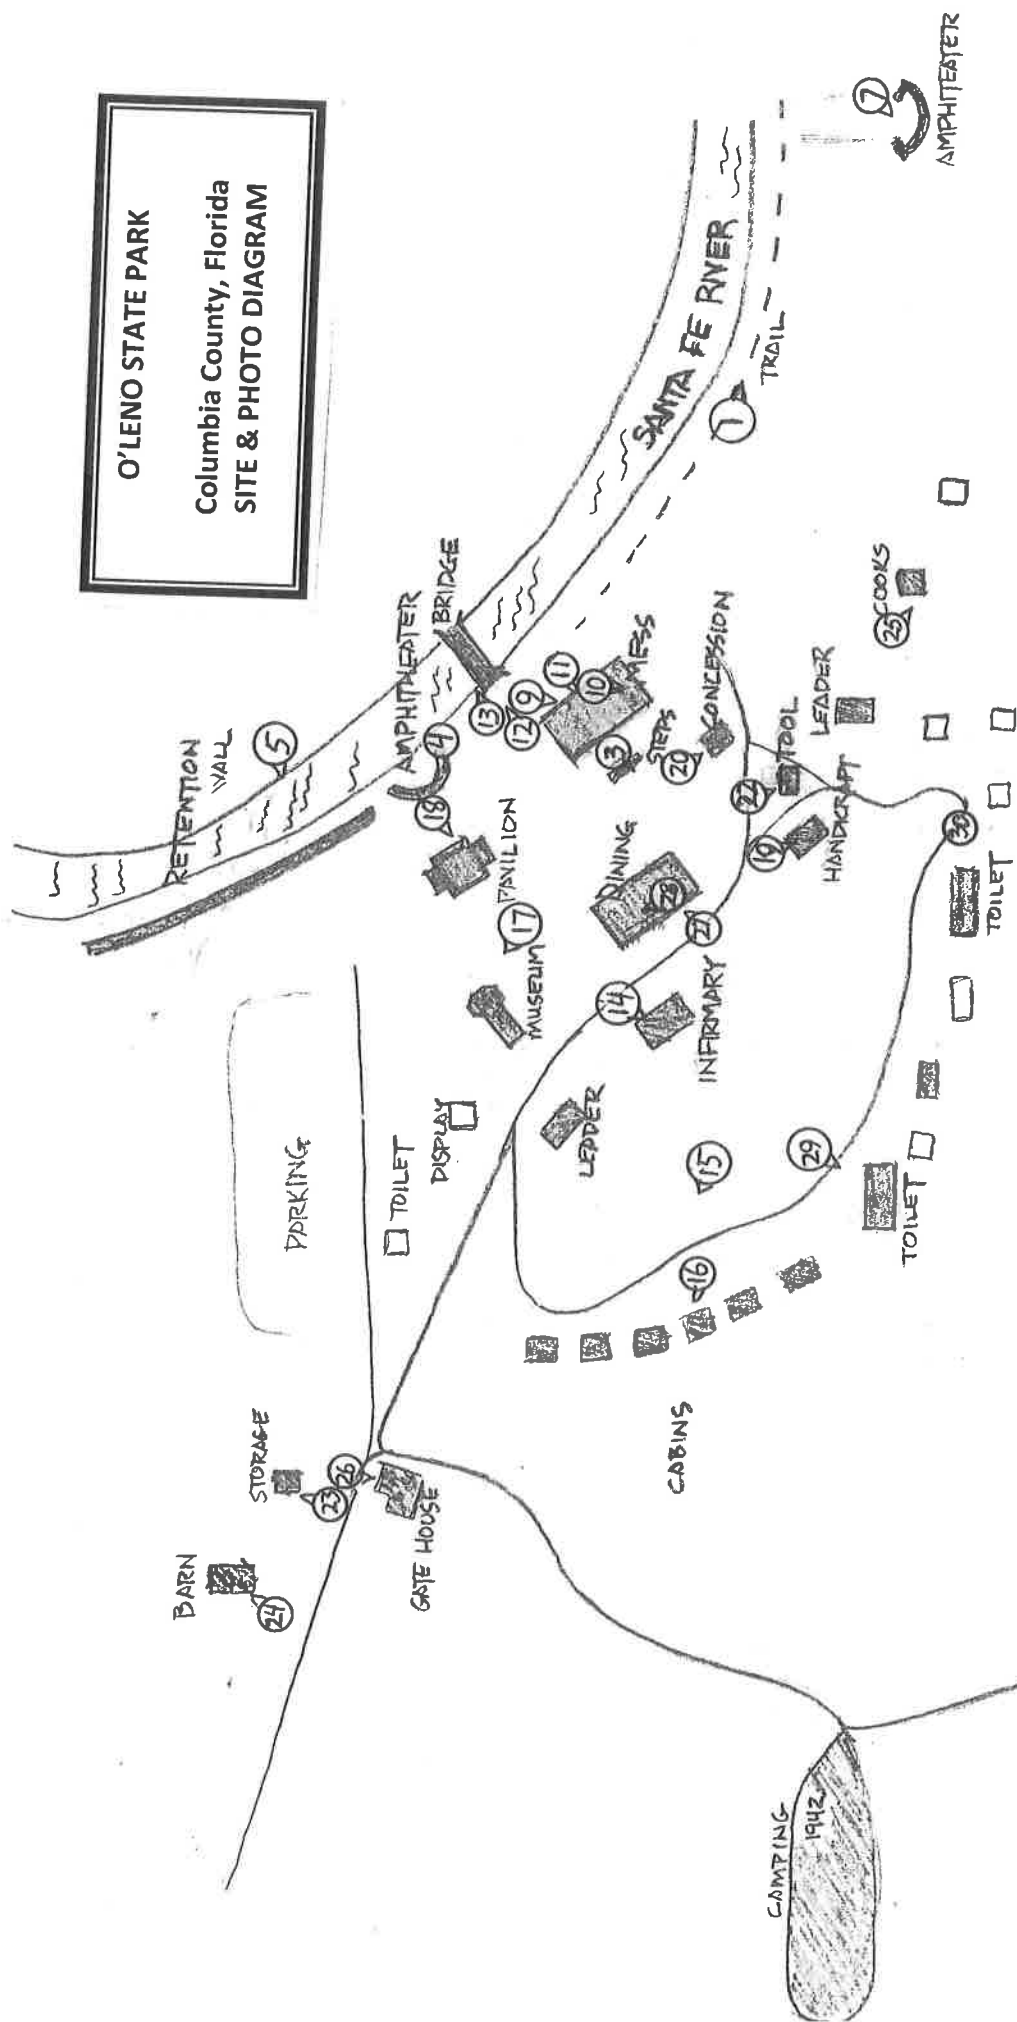 O'LENO STATE PARK
Columbia County, Florida
SITE & PHOTO DIAGRAM
BARN
24
STORAGE
23
26
GATE HOUSE
PARKING
TOILET
DISPLAY
RETENTION
WALL
5
AMPHITHEATER
BRIDGE
4
18
PAVILION
17
MUSEUM
13
12
9
11
10
MESS
3
STEPS
20
CONCESSION
SANTA FE RIVER
1
TRAIL
7
AMPHITEATER
DINING
28
21
14
INFIRMARY
LEADER
15
16
CABINS
29
TOILET
22
TOOL
19
HANDICRAFT
LEADER
25
COOKS
30
TOILET
CAMPING
1942